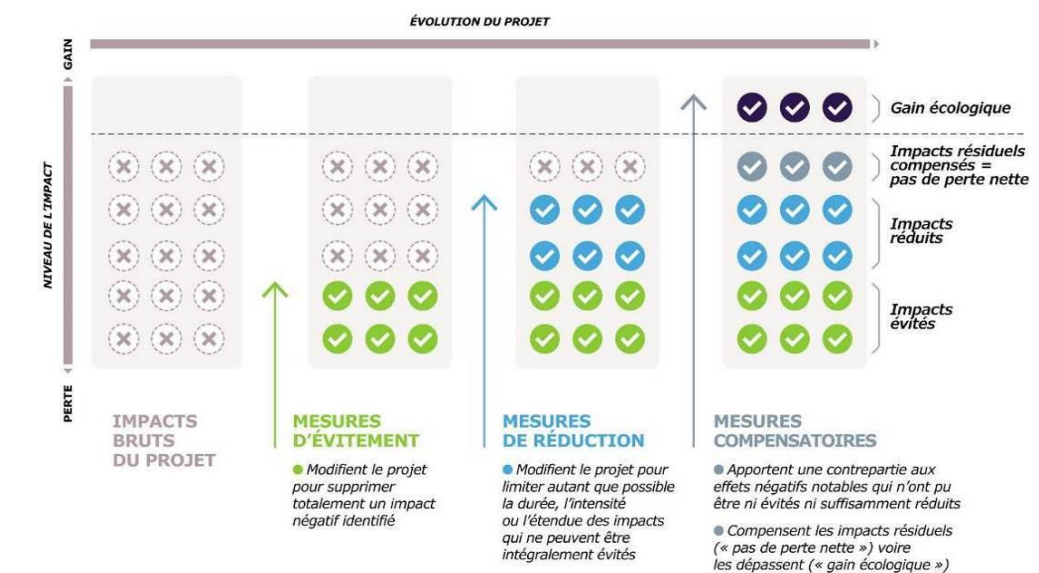 ÉVOLUTION DU PROJET
GAIN
NIVEAU DE L'IMPACT
PERTE
Gain écologique
Impacts résiduels
compensés =
pas de perte nette
Impacts
réduits
Impacts
évités
IMPACTS
BRUTS
DU PROJET
MESURES
D'ÉVITEMENT
Modifient le projet
pour supprimer
totalement un impact
négatif identifié
MESURES
DE RÉDUCTION
Modifient le projet pour
limiter autant que possible
la durée, l'intensité
ou l'étendue des impacts
qui ne peuvent être
intégralement évités
MESURES
COMPENSATOIRES
Apportent une contrepartie aux
effets négatifs notables qui n'ont pu
être ni évités ni suffisamment réduits
Compensent les impacts résiduels
(« pas de perte nette ») voire
les dépassent (« gain écologique »)